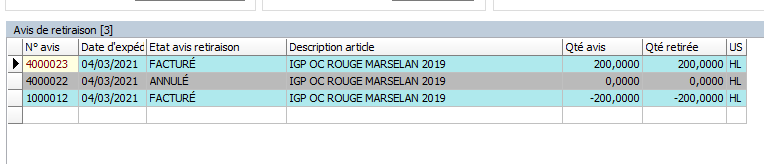 Avis de retiraison [3]
N° avis Date d'expéd Etat avis retiraison Description article Qté avis Qté retirée US
4000023 04/03/2021 FACTURÉ IGP OC ROUGE MARSELAN 2019 200,0000 200,0000 HL
4000022 04/03/2021 ANNULÉ IGP OC ROUGE MARSELAN 2019 0,0000 0,0000 HL
1000012 04/03/2021 FACTURÉ IGP OC ROUGE MARSELAN 2019 -200,0000 -200,0000 HL